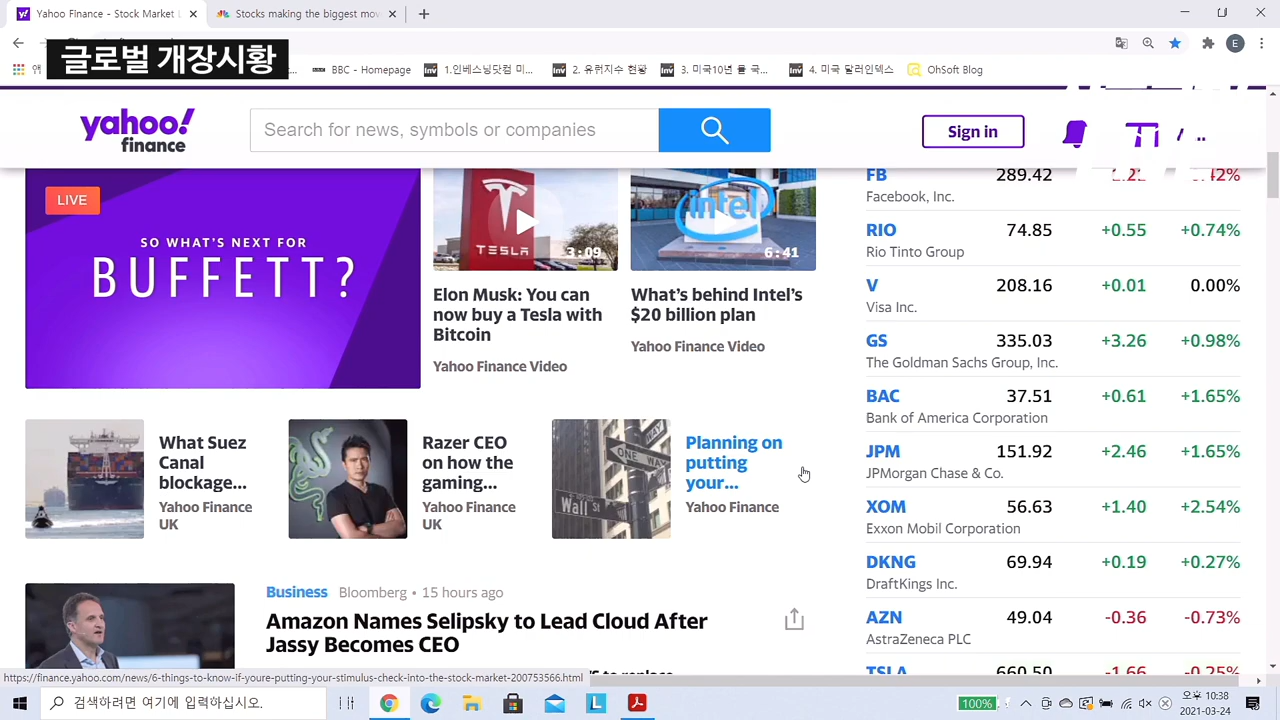 Yahoo Finance - Stock Market L
Stocks making the biggest mov
글로벌 개장시황
E
BBC - Homepage
1.인베스닝닷컴 미...
2. 유럽지수 현황
3. 미국10년 물 국...
4. 미국 달러인덱스
OhSoft Blog
yahoo!
finance
Search for news, symbols or companies
Sign in
LIVE
SO WHAT'S NEXT FOR
BUFFETT?
TESLA
3:09
intel
6:41
Elon Musk: You can
now buy a Tesla with
Bitcoin
Yahoo Finance Video
What's behind Intel's
$20 billion plan
Yahoo Finance Video
What Suez
Canal
blockage...
Yahoo Finance
UK
Razer CEO
on how the
gaming...
Yahoo Finance
UK
ONE WAY
Wall St
Planning on
putting
your...
Yahoo Finance
Business Bloomberg • 15 hours ago
Amazon Names Selipsky to Lead Cloud After
Jassy Becomes CEO
FB 289.42
Facebook, Inc.
RIO 74.85 +0.55 +0.74%
Rio Tinto Group
V 208.16 +0.01 0.00%
Visa Inc.
GS 335.03 +3.26 +0.98%
The Goldman Sachs Group, Inc.
BAC 37.51 +0.61 +1.65%
Bank of America Corporation
JPM 151.92 +2.46 +1.65%
JPMorgan Chase & Co.
XOM 56.63 +1.40 +2.54%
Exxon Mobil Corporation
DKNG 69.94 +0.19 +0.27%
DraftKings Inc.
AZN 49.04 -0.36 -0.73%
AstraZeneca PLC
TSLA 660.50 -1.66 -0.25%
https://finance.yahoo.com/news/6-things-to-know-if-youre-putting-your-stimulus-check-into-the-stock-market-200753566.html
검색하려면 여기에 입력하십시오.
100%
오후 10:38
2021-03-24